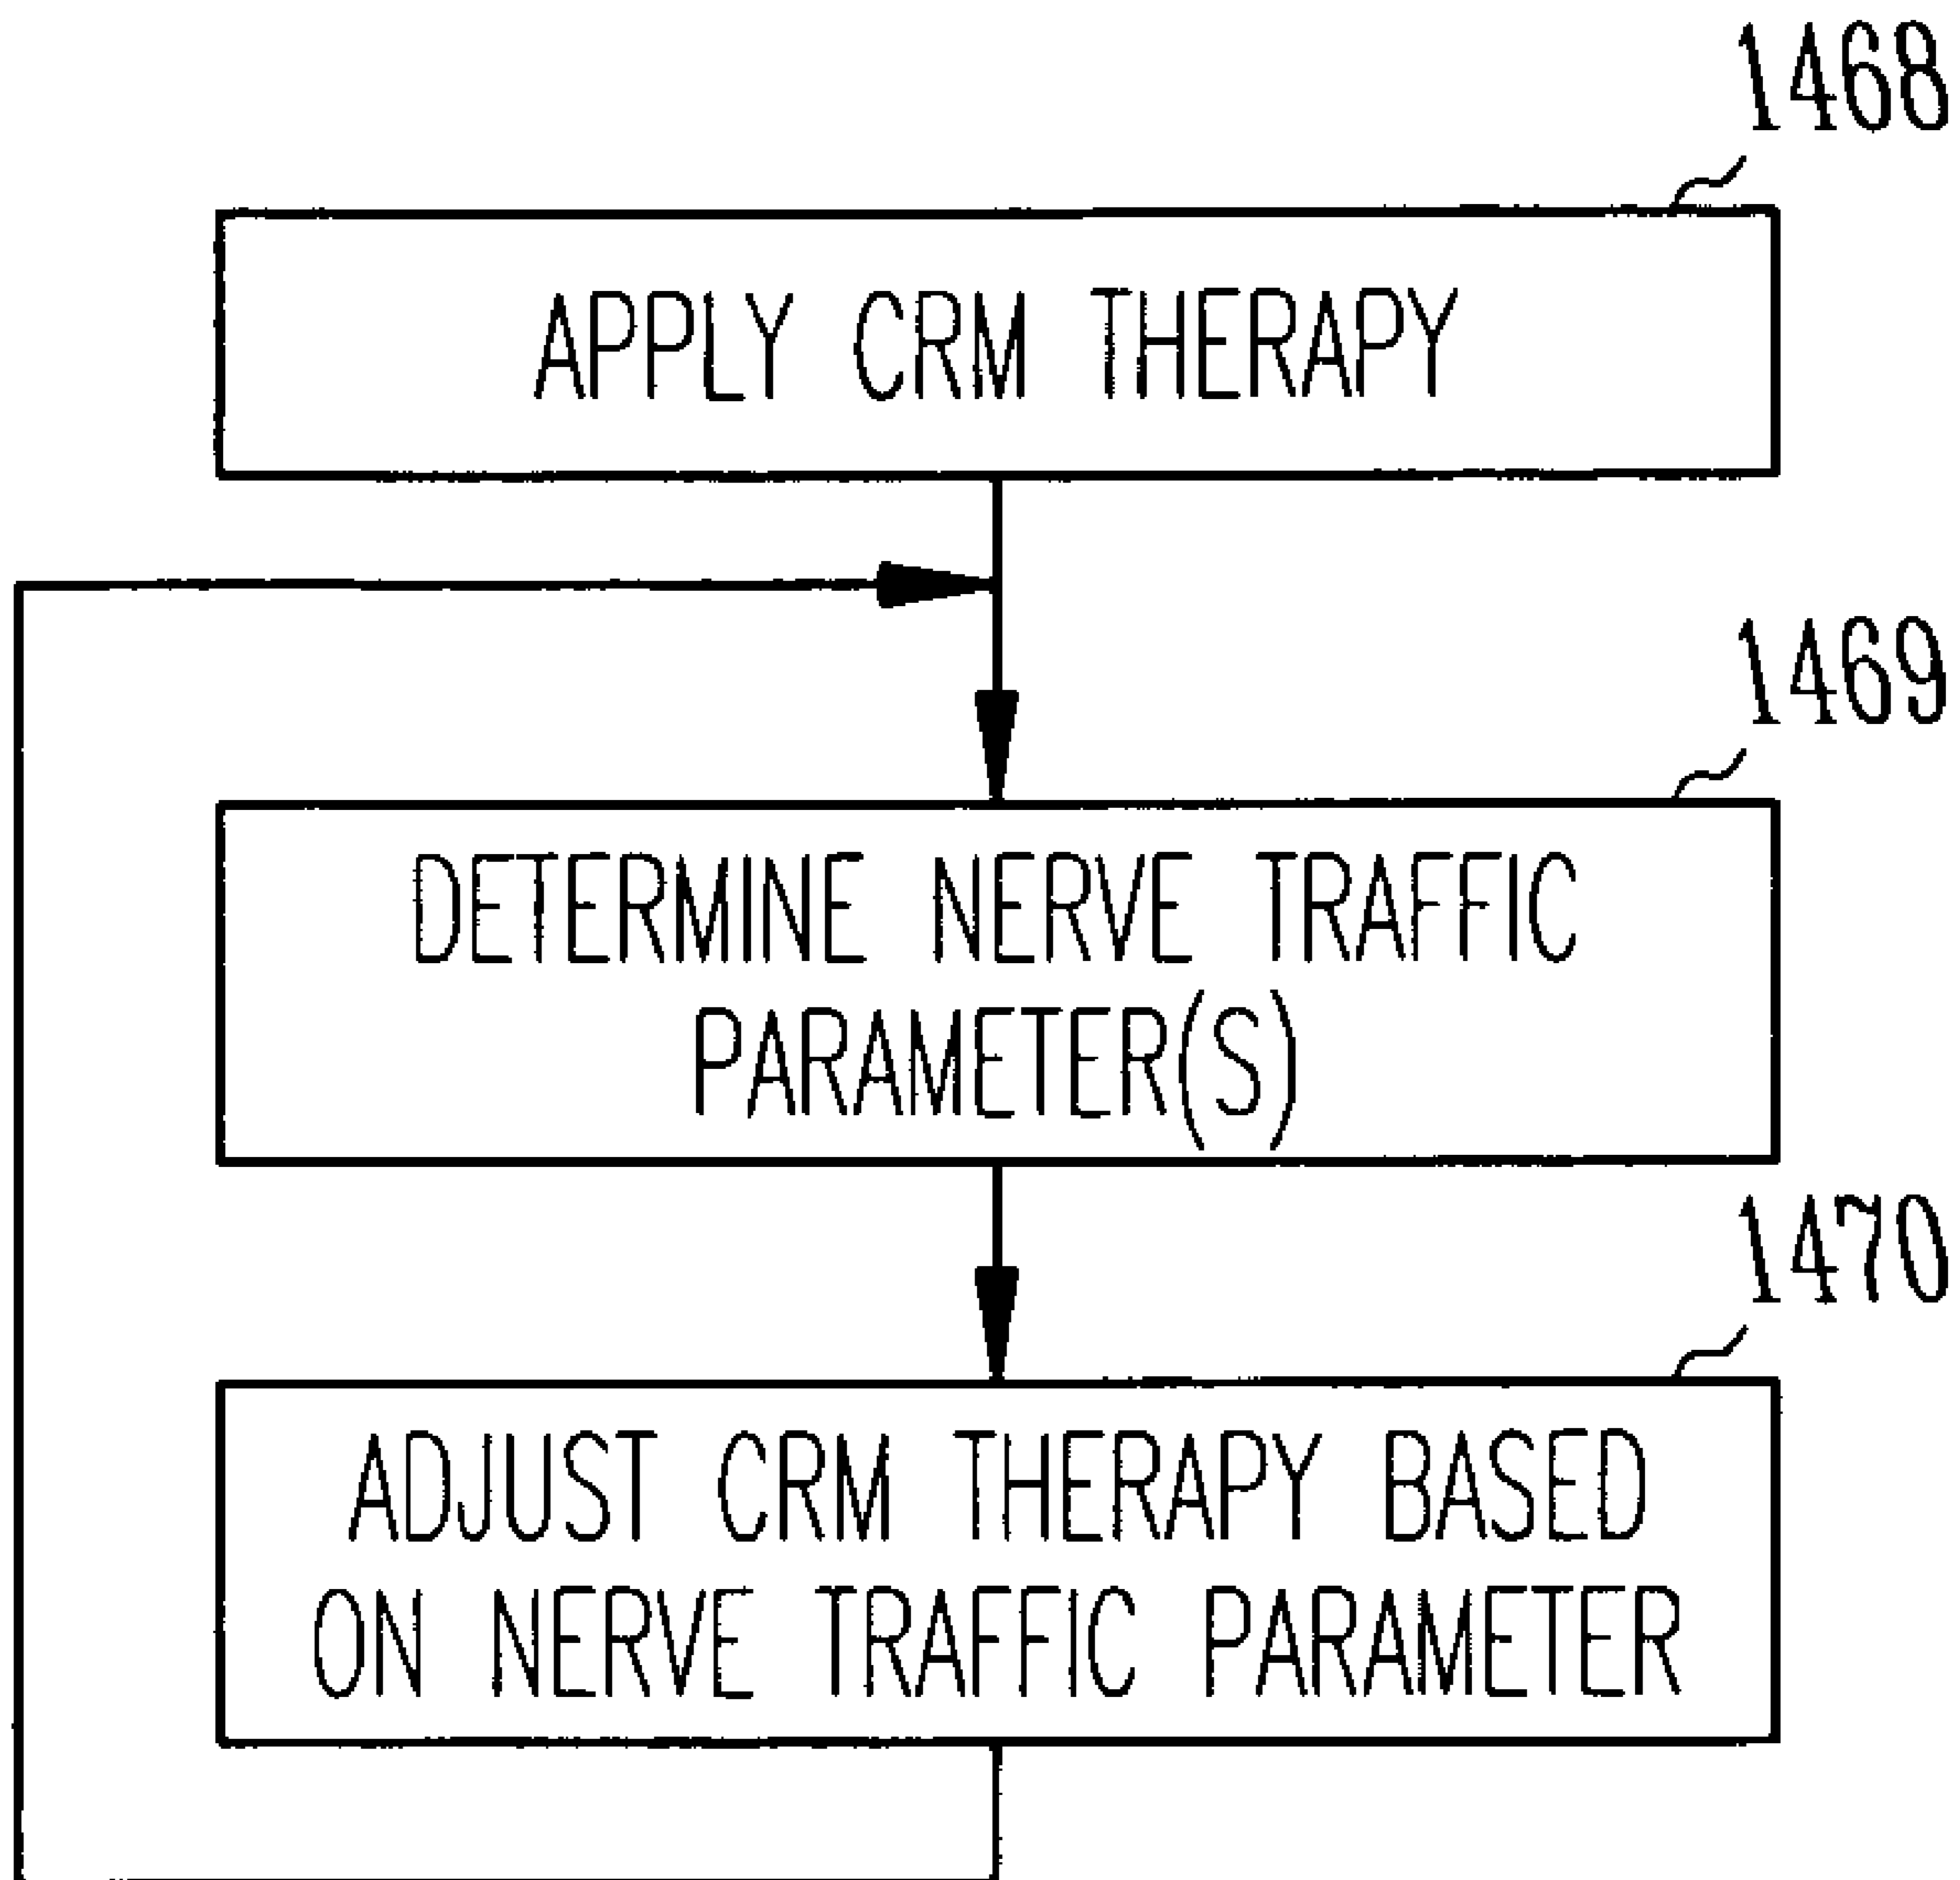 1468
APPLY CRM THERAPY
1469
DETERMINE NERVE TRAFFIC
PARAMETER(S)
1470
ADJUST CRM THERAPY BASED
ON NERVE TRAFFIC PARAMETER